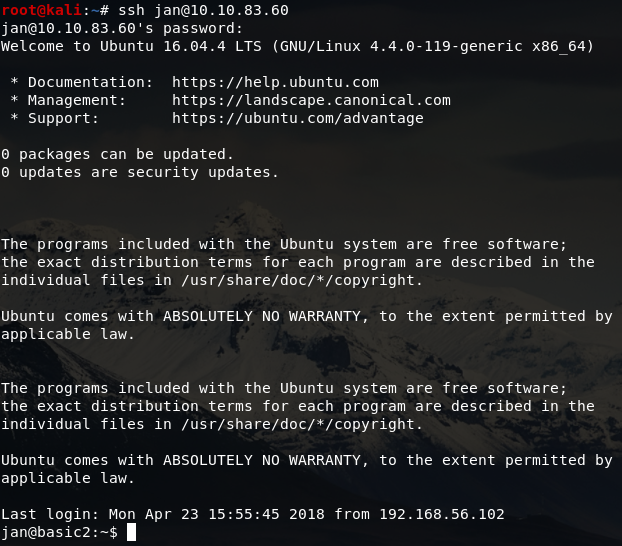 root@kali:~# ssh jan@10.10.83.60
jan@10.10.83.60's password:
Welcome to Ubuntu 16.04.4 LTS (GNU/Linux 4.4.0-119-generic x86_64)
 * Documentation:  https://help.ubuntu.com
 * Management:     https://landscape.canonical.com
 * Support:        https://ubuntu.com/advantage
0 packages can be updated.
0 updates are security updates.
The programs included with the Ubuntu system are free software;
the exact distribution terms for each program are described in the
individual files in /usr/share/doc/*/copyright.
Ubuntu comes with ABSOLUTELY NO WARRANTY, to the extent permitted by
applicable law.
The programs included with the Ubuntu system are free software;
the exact distribution terms for each program are described in the
individual files in /usr/share/doc/*/copyright.
Ubuntu comes with ABSOLUTELY NO WARRANTY, to the extent permitted by
applicable law.
Last login: Mon Apr 23 15:55:45 2018 from 192.168.56.102
jan@basic2:~$